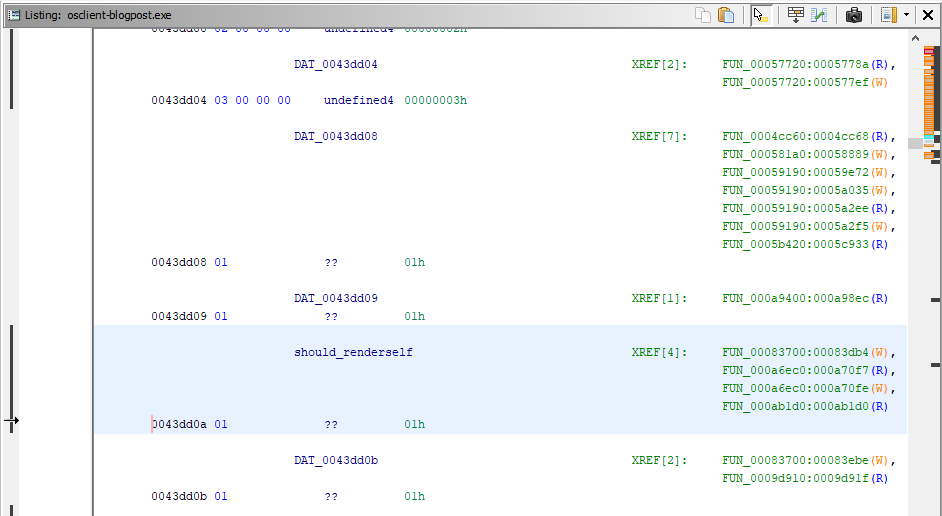 Listing: osclient-blogpost.exe
0043dd00 02 00 00 00 undefined4 00000002h
DAT_0043dd04 XREF[2]: FUN_00057720:0005778a(R),
FUN_00057720:000577ef(W)
0043dd04 03 00 00 00 undefined4 00000003h
DAT_0043dd08 XREF[7]: FUN_0004cc60:0004cc68(R),
FUN_000581a0:00058889(W),
FUN_00059190:00059e72(W),
FUN_00059190:0005a035(W),
FUN_00059190:0005a2ee(R),
FUN_00059190:0005a2f5(W),
FUN_0005b420:0005c933(R)
0043dd08 01 ?? 01h
DAT_0043dd09 XREF[1]: FUN_000a9400:000a98ec(R)
0043dd09 01 ?? 01h
should_renderself XREF[4]: FUN_00083700:00083db4(W),
FUN_000a6ec0:000a70f7(R),
FUN_000a6ec0:000a70fe(W),
FUN_000ab1d0:000ab1d0(R)
0043dd0a 01 ?? 01h
DAT_0043dd0b XREF[2]: FUN_00083700:00083ebe(W),
FUN_0009d910:0009d91f(R)
0043dd0b 01 ?? 01h